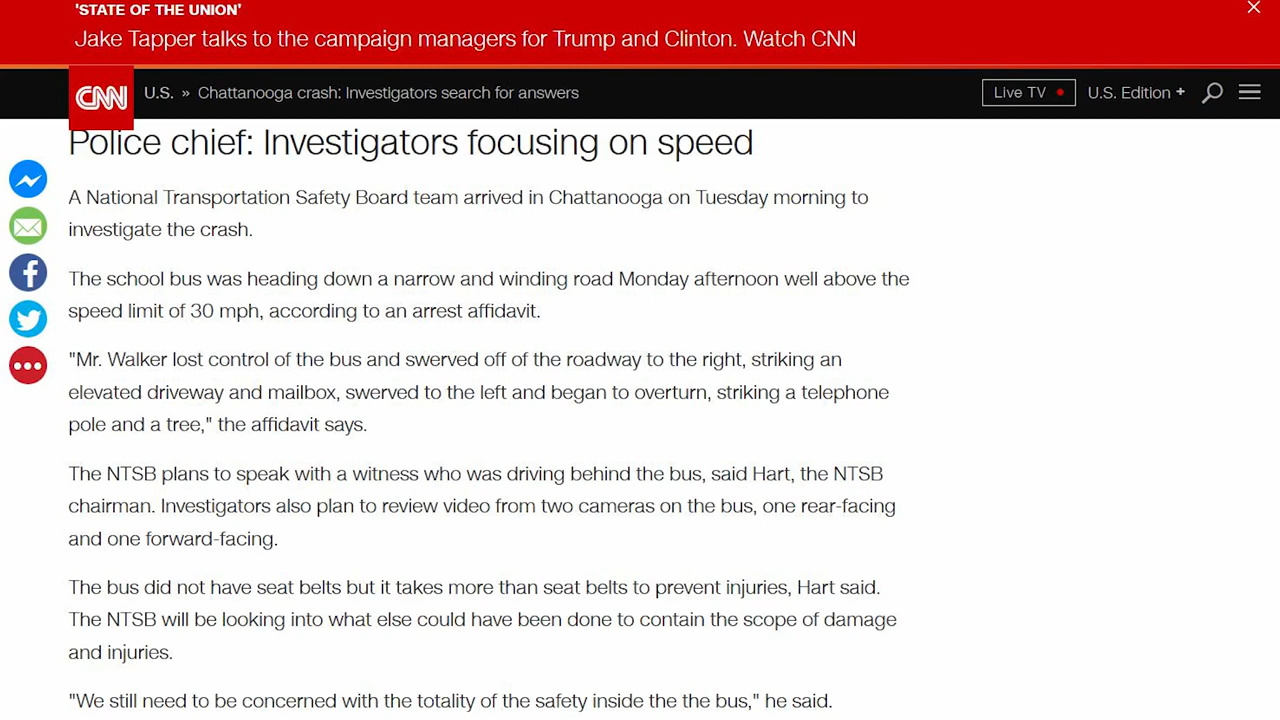 'STATE OF THE UNION'
Jake Tapper talks to the campaign managers for Trump and Clinton. Watch CNN
CNN U.S. » Chattanooga crash: Investigators search for answers Live TV U.S. Edition +
Police chief: Investigators focusing on speed
A National Transportation Safety Board team arrived in Chattanooga on Tuesday morning to
investigate the crash.
The school bus was heading down a narrow and winding road Monday afternoon well above the
speed limit of 30 mph, according to an arrest affidavit.
"Mr. Walker lost control of the bus and swerved off of the roadway to the right, striking an
elevated driveway and mailbox, swerved to the left and began to overturn, striking a telephone
pole and a tree," the affidavit says.
The NTSB plans to speak with a witness who was driving behind the bus, said Hart, the NTSB
chairman. Investigators also plan to review video from two cameras on the bus, one rear-facing
and one forward-facing.
The bus did not have seat belts but it takes more than seat belts to prevent injuries, Hart said.
The NTSB will be looking into what else could have been done to contain the scope of damage
and injuries.
"We still need to be concerned with the totality of the safety inside the the bus," he said.